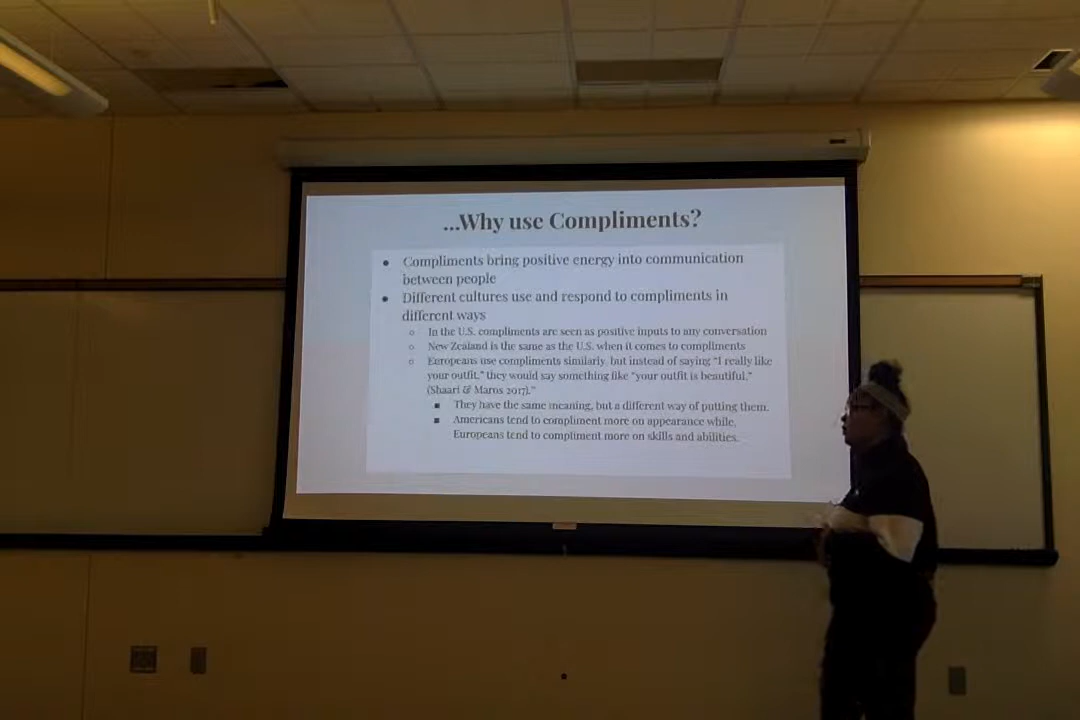 ...Why use Compliments?
● Compliments bring positive energy into communication
between people
● Different cultures use and respond to compliments in
different ways
○ In the U.S. compliments are seen as positive inputs to any conversation
○ New Zealand is the same as the U.S. when it comes to compliments
○ Europeans use compliments similarly, but instead of saying "I really like
your outfit," they would say something like "your outfit is beautiful,"
(Shaari & Maros 2017)."
■ They have the same meaning, but a different way of putting them.
■ Americans tend to compliment more on appearance while,
Europeans tend to compliment more on skills and abilities.